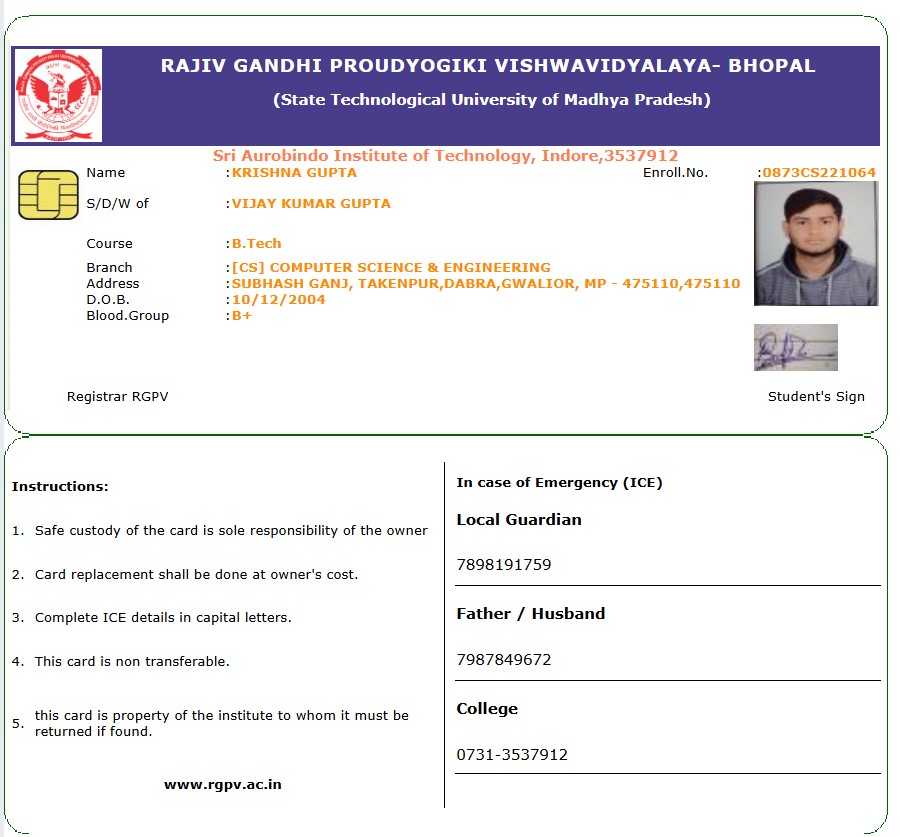 RAJIV GANDHI PROUDYOGIKI VISHWAVIDYALAYA- BHOPAL
(State Technological University of Madhya Pradesh)
Sri Aurobindo Institute of Technology, Indore,3537912
Name :KRISHNA GUPTA Enroll.No. :0873CS221064
S/D/W of :VIJAY KUMAR GUPTA
Course :B.Tech
Branch :[CS] COMPUTER SCIENCE & ENGINEERING
Address :SUBHASH GANJ, TAKENPUR,DABRA,GWALIOR, MP - 475110,475110
D.O.B. :10/12/2004
Blood.Group :B+
Registrar RGPV Student's Sign
Instructions:
1. Safe custody of the card is sole responsibility of the owner
2. Card replacement shall be done at owner's cost.
3. Complete ICE details in capital letters.
4. This card is non transferable.
5. this card is property of the institute to whom it must be
returned if found.
www.rgpv.ac.in
In case of Emergency (ICE)
Local Guardian
7898191759
Father / Husband
7987849672
College
0731-3537912